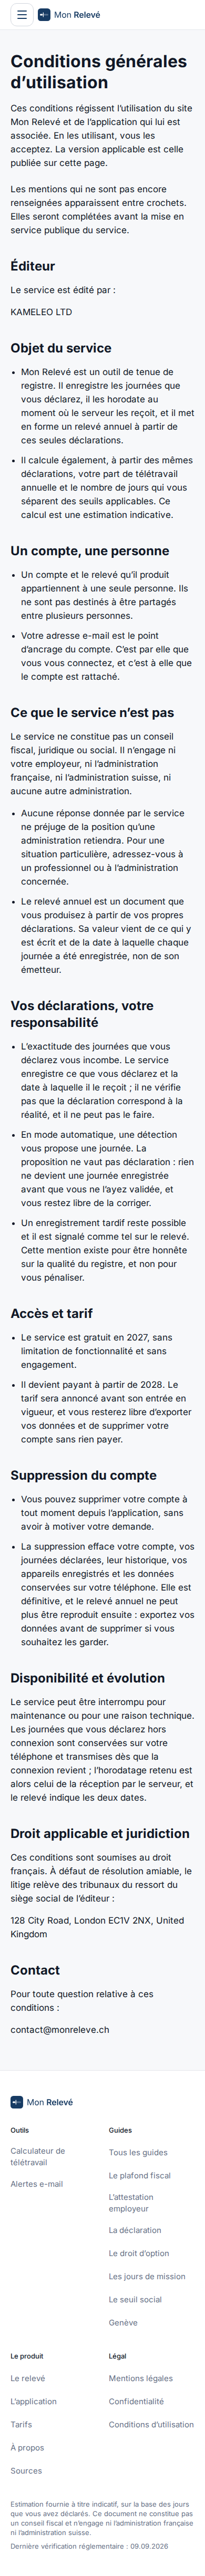 Mon Relevé
Conditions générales
d’utilisation
Ces conditions régissent l’utilisation du site
Mon Relevé et de l’application qui lui est
associée. En les utilisant, vous les
acceptez. La version applicable est celle
publiée sur cette page.
Les mentions qui ne sont pas encore
renseignées apparaissent entre crochets.
Elles seront complétées avant la mise en
service publique du service.
Éditeur
Le service est édité par :
KAMELEO LTD
Objet du service
• Mon Relevé est un outil de tenue de
registre. Il enregistre les journées que
vous déclarez, il les horodate au
moment où le serveur les reçoit, et il met
en forme un relevé annuel à partir de
ces seules déclarations.
• Il calcule également, à partir des mêmes
déclarations, votre part de télétravail
annuelle et le nombre de jours qui vous
séparent des seuils applicables. Ce
calcul est une estimation indicative.
Un compte, une personne
• Un compte et le relevé qu’il produit
appartiennent à une seule personne. Ils
ne sont pas destinés à être partagés
entre plusieurs personnes.
• Votre adresse e-mail est le point
d’ancrage du compte. C’est par elle que
vous vous connectez, et c’est à elle que
le compte est rattaché.
Ce que le service n’est pas
Le service ne constitue pas un conseil
fiscal, juridique ou social. Il n’engage ni
votre employeur, ni l’administration
française, ni l’administration suisse, ni
aucune autre administration.
• Aucune réponse donnée par le service
ne préjuge de la position qu’une
administration retiendra. Pour une
situation particulière, adressez-vous à
un professionnel ou à l’administration
concernée.
• Le relevé annuel est un document que
vous produisez à partir de vos propres
déclarations. Sa valeur vient de ce qui y
est écrit et de la date à laquelle chaque
journée a été enregistrée, non de son
émetteur.
Vos déclarations, votre
responsabilité
• L’exactitude des journées que vous
déclarez vous incombe. Le service
enregistre ce que vous déclarez et la
date à laquelle il le reçoit ; il ne vérifie
pas que la déclaration correspond à la
réalité, et il ne peut pas le faire.
• En mode automatique, une détection
vous propose une journée. La
proposition ne vaut pas déclaration : rien
ne devient une journée enregistrée
avant que vous ne l’ayez validée, et
vous restez libre de la corriger.
• Un enregistrement tardif reste possible
et il est signalé comme tel sur le relevé.
Cette mention existe pour être honnête
sur la qualité du registre, et non pour
vous pénaliser.
Accès et tarif
• Le service est gratuit en 2027, sans
limitation de fonctionnalité et sans
engagement.
• Il devient payant à partir de 2028. Le
tarif sera annoncé avant son entrée en
vigueur, et vous resterez libre d’exporter
vos données et de supprimer votre
compte sans rien payer.
Suppression du compte
• Vous pouvez supprimer votre compte à
tout moment depuis l’application, sans
avoir à motiver votre demande.
• La suppression efface votre compte, vos
journées déclarées, leur historique, vos
appareils enregistrés et les données
conservées sur votre téléphone. Elle est
définitive, et le relevé annuel ne peut
plus être reproduit ensuite : exportez vos
données avant de supprimer si vous
souhaitez les garder.
Disponibilité et évolution
Le service peut être interrompu pour
maintenance ou pour une raison technique.
Les journées que vous déclarez hors
connexion sont conservées sur votre
téléphone et transmises dès que la
connexion revient ; l’horodatage retenu est
alors celui de la réception par le serveur, et
le relevé indique les deux dates.
Droit applicable et juridiction
Ces conditions sont soumises au droit
français. À défaut de résolution amiable, le
litige relève des tribunaux du ressort du
siège social de l’éditeur :
128 City Road, London EC1V 2NX, United
Kingdom
Contact
Pour toute question relative à ces
conditions :
contact@monreleve.ch
Mon Relevé
Outils
Calculateur de
télétravail
Alertes e-mail
Guides
Tous les guides
Le plafond fiscal
L’attestation
employeur
La déclaration
Le droit d’option
Les jours de mission
Le seuil social
Genève
Le produit
Le relevé
L’application
Tarifs
À propos
Sources
Légal
Mentions légales
Confidentialité
Conditions d’utilisation
Estimation fournie à titre indicatif, sur la base des jours
que vous avez déclarés. Ce document ne constitue pas
un conseil fiscal et n’engage ni l’administration française
ni l’administration suisse.
Dernière vérification réglementaire : 09.09.2026